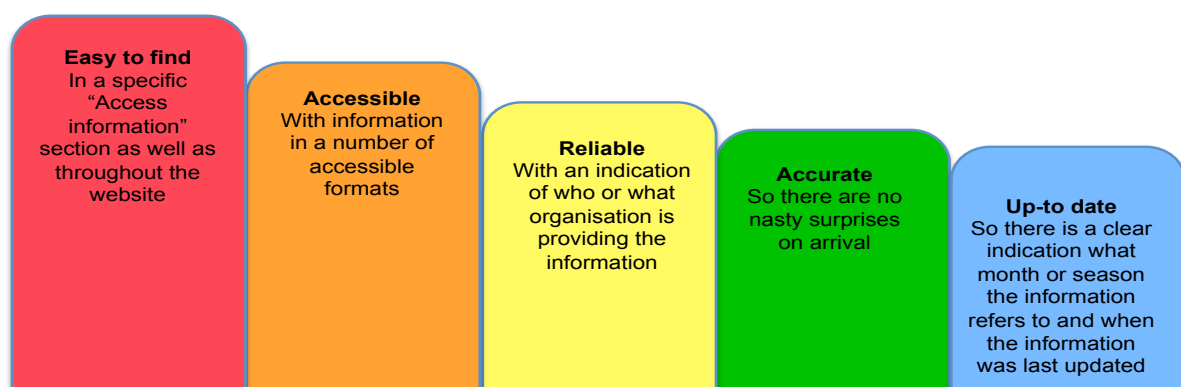 Easy to find
In a specific
“Access
information”
section as well as
throughout the
website
Accessible
With information
in a number of
accessible
formats
Reliable
With an indication
of who or what
organisation is
providing the
information
Accurate
So there are no
nasty surprises
on arrival
Up-to date
So there is a clear
indication what
month or season
the information
refers to and when
the information
was last updated